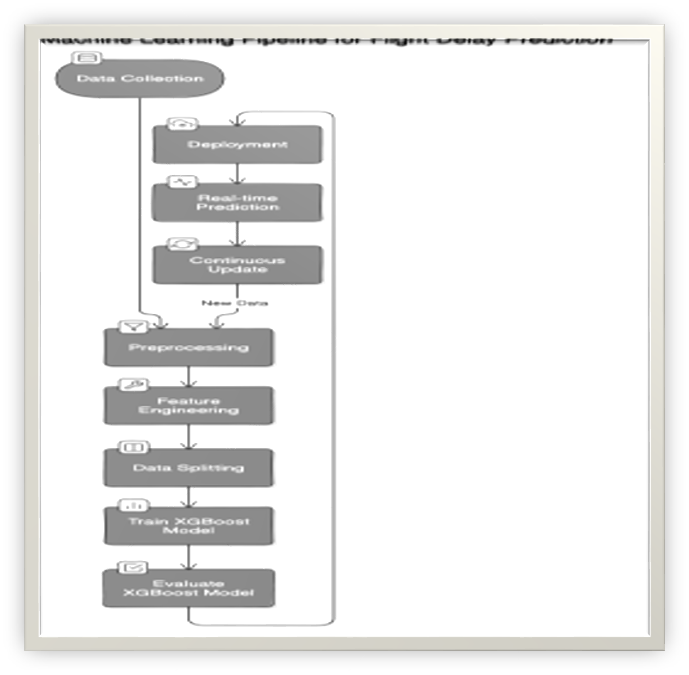 Machine Learning Pipeline for Flight Delay Prediction
Data Collection
Deployment
Real-time
Prediction
Continuous
Update
New Data
Preprocessing
Feature
Engineering
Data Splitting
Train XGBoost
Model
Evaluate
XGBoost Model